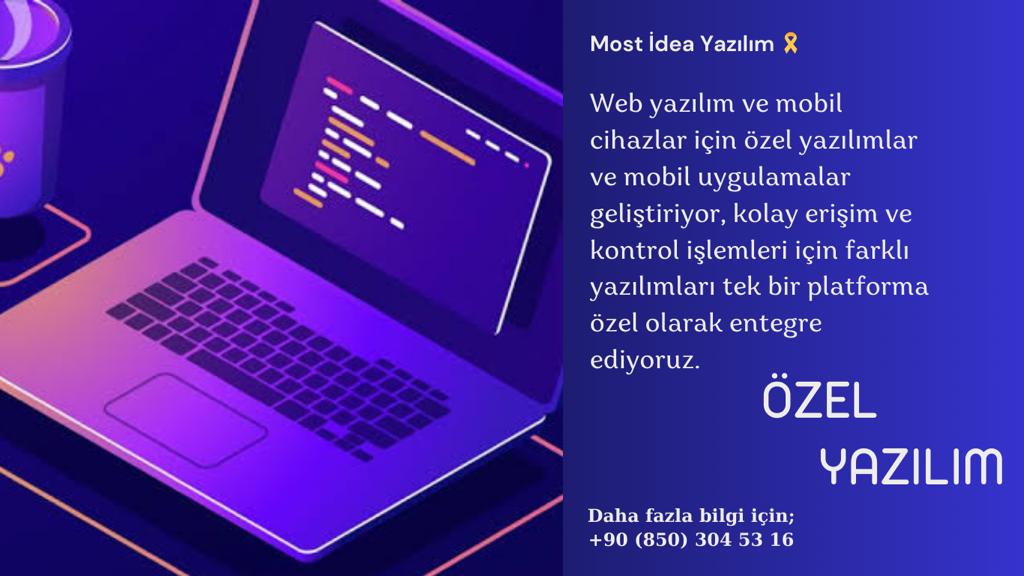 Most İdea Yazılım 🎗
Web yazılım ve mobil
cihazlar için özel yazılımlar
ve mobil uygulamalar
geliştiriyor, kolay erişim ve
kontrol işlemleri için farklı
yazılımları tek bir platforma
özel olarak entegre
ediyoruz.
ÖZEL
YAZILIM
Daha fazla bilgi için;
+90 (850) 304 53 16